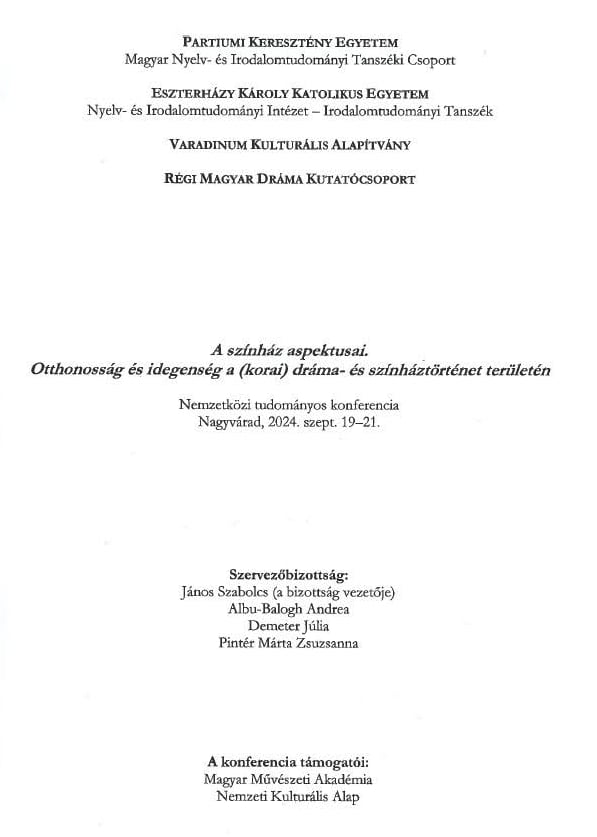 PARTIUMI KERESZTÉNY EGYETEM
Magyar Nyelv- és Irodalomtudományi Tanszéki Csoport
ESZTERHÁZY KÁROLY KATOLIKUS EGYETEM
Nyelv- és Irodalomtudományi Intézet – Irodalomtudományi Tanszék
VARADINUM KULTURÁLIS ALAPÍTVÁNY
RÉGI MAGYAR DRÁMA KUTATÓCSOPORT
A színház aspektusai.
Otthonosság és idegenség a (korai) dráma- és színháztörténet területén
Nemzetközi tudományos konferencia
Nagyvárad, 2024. szept. 19–21.
Szervezőbizottság:
János Szabolcs (a bizottság vezetője)
Albu-Balogh Andrea
Demeter Júlia
Pintér Márta Zsuzsanna
A konferencia támogatói:
Magyar Művészeti Akadémia
Nemzeti Kulturális Alap